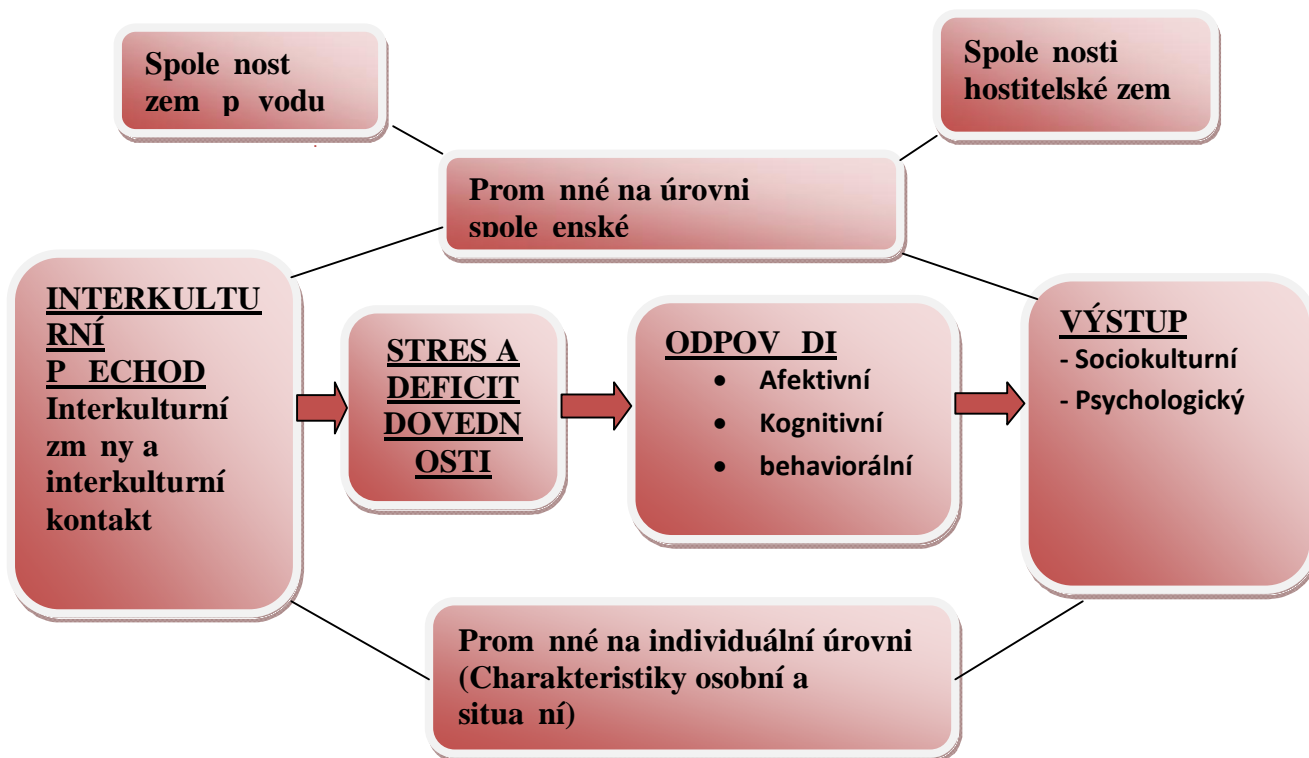 Spole nost
zem p vodu
Spole nosti
hostitelské zem
Prom nné na úrovni
spole enské
INTERKULTU
RNÍ
P ECHOD
Interkulturní
zm ny a
interkulturní
kontakt
STRES A
DEFICIT
DOVEDN
OSTI
ODPOV DI
• Afektivní
• Kognitivní
• behaviorální
VÝSTUP
- Sociokulturní
- Psychologický
Prom nné na individuální úrovni
(Charakteristiky osobní a
situa ní)